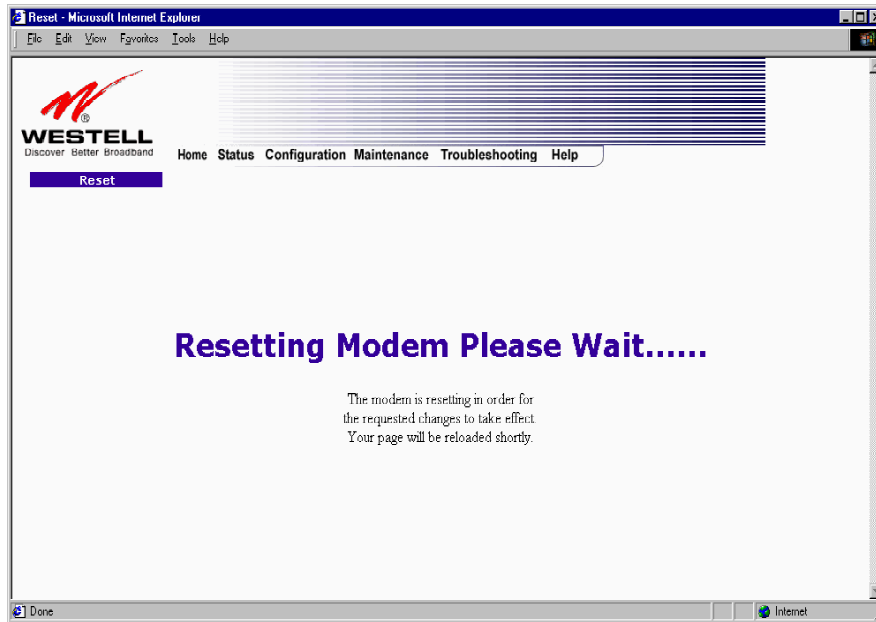 Reset - Microsoft Internet Explorer
File Edit View Favorites Tools Help
WESTELL
®
Discover Better Broadband
Home Status Configuration Maintenance Troubleshooting Help
Reset
Resetting Modem Please Wait......
The modem is resetting in order for
the requested changes to take effect.
Your page will be reloaded shortly.
Done
Internet